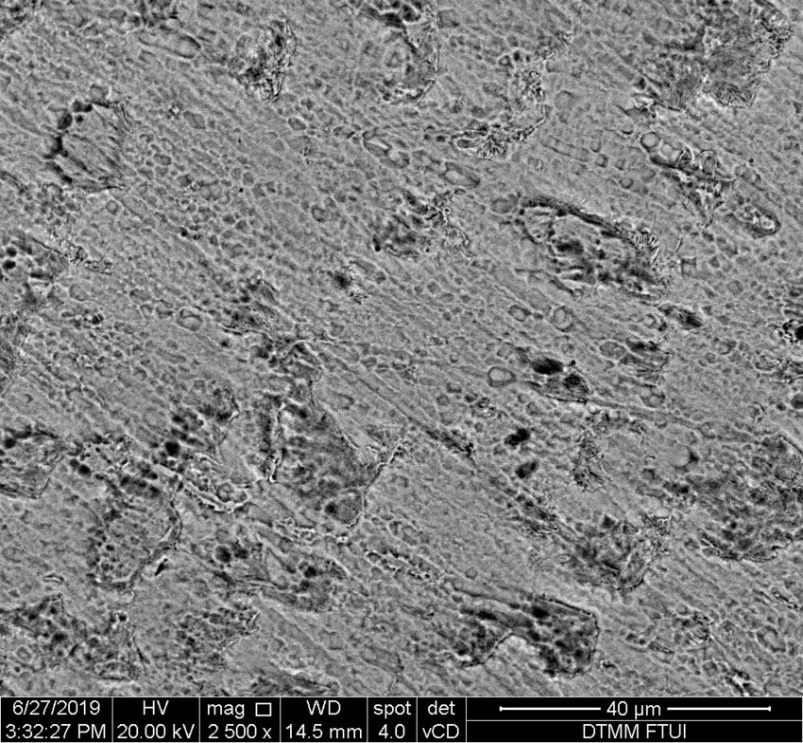 6/27/2019 HV mag □ WD spot det 40 µm
3:32:27 PM 20.00 kV 2 500 x 14.5 mm 4.0 vCD DTMM FTUI